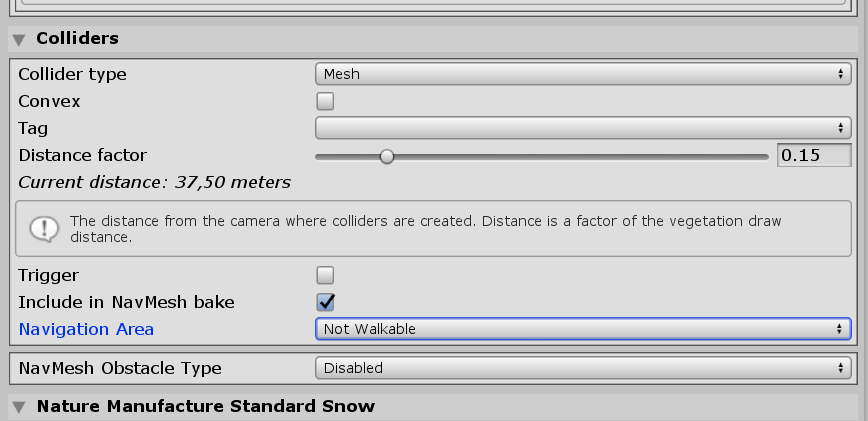 Colliders
Collider type Mesh
Convex
Tag
Distance factor 0.15
Current distance: 37,50 meters
The distance from the camera where colliders are created. Distance is a factor of the vegetation draw
distance.
Trigger
Include in NavMesh bake
Navigation Area Not Walkable
NavMesh Obstacle Type Disabled
Nature Manufacture Standard Snow